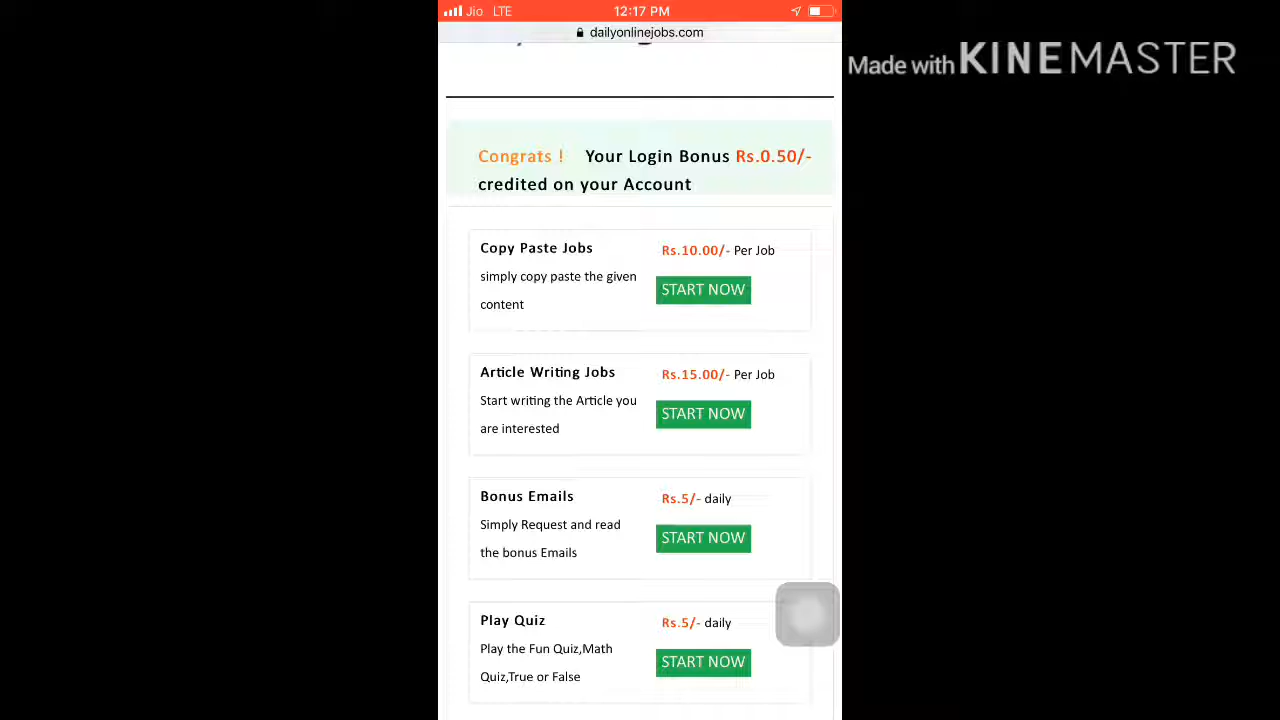 Jio LTE 12:17 PM
dailyonlinejobs.com
Made with KINEMASTER
Congrats ! Your Login Bonus Rs.0.50/-
credited on your Account
Copy Paste Jobs
Rs.10.00/- Per Job
simply copy paste the given
content
START NOW
Article Writing Jobs
Rs.15.00/- Per Job
Start writing the Article you
are interested
START NOW
Bonus Emails
Rs.5/- daily
Simply Request and read
the bonus Emails
START NOW
Play Quiz
Rs.5/- daily
Play the Fun Quiz,Math
Quiz,True or False
START NOW